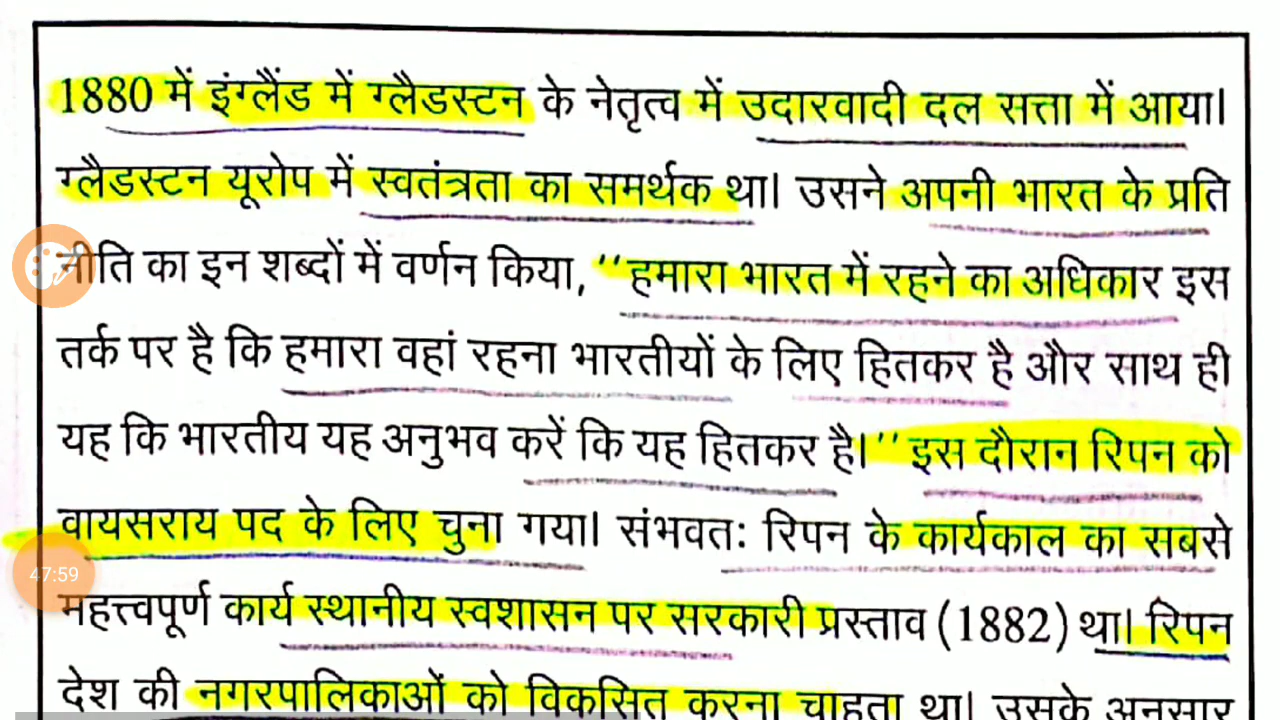 1880 में इंग्लैंड में ग्लैडस्टन के नेतृत्व में उदारवादी दल सत्ता में आया।
ग्लैडस्टन यूरोप में स्वतंत्रता का समर्थक था। उसने अपनी भारत के प्रति
नीति का इन शब्दों में वर्णन किया, ‘‘हमारा भारत में रहने का अधिकार इस
तर्क पर है कि हमारा वहां रहना भारतीयों के लिए हितकर है और साथ ही
यह कि भारतीय यह अनुभव करें कि यह हितकर है।’’ इस दौरान रिपन को
वायसराय पद के लिए चुना गया। संभवतः रिपन के कार्यकाल का सबसे
47:59
महत्त्वपूर्ण कार्य स्थानीय स्वशासन पर सरकारी प्रस्ताव (1882) था। रिपन
देश की नगरपालिकाओं को विकसित करना चाहता था। उसके अनुसार